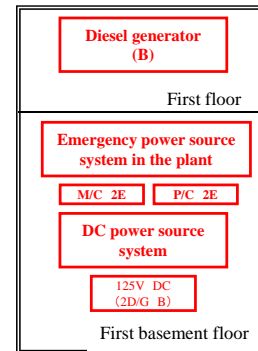 Diesel generator
(B)
First floor
Emergency power source
system in the plant
M/C 2E P/C 2E
DC power source
system
125V DC
(2D/G B)
First basement floor